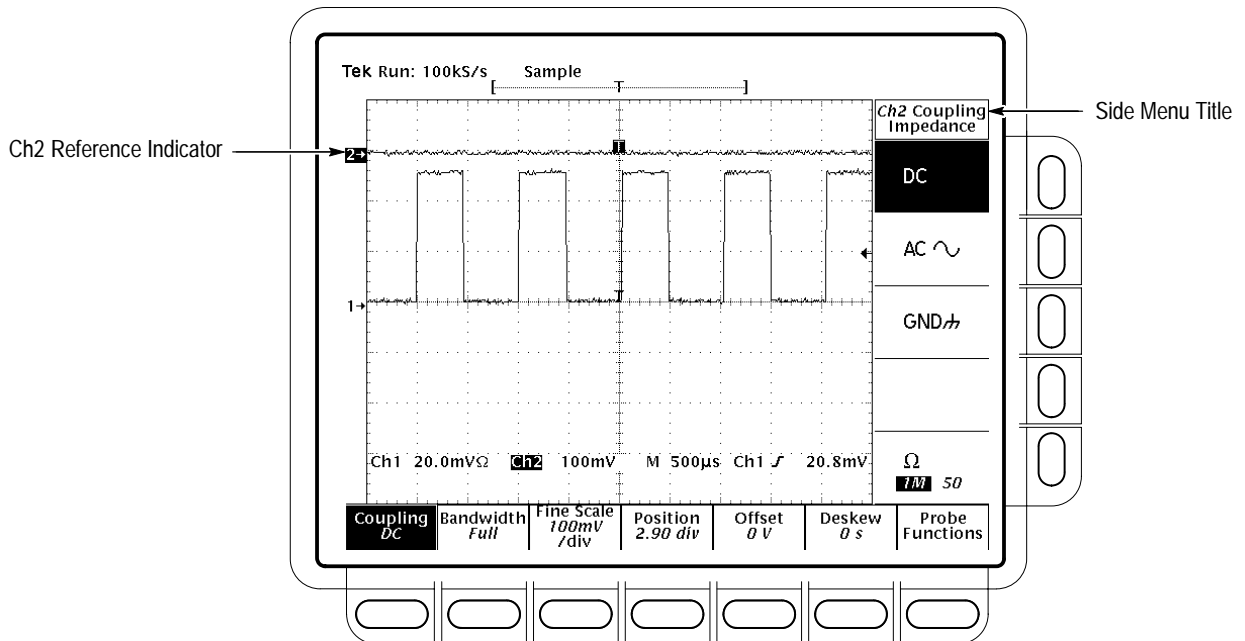 Tek Run: 100kS/s Sample
[ T ]
Ch2 Coupling
Impedance
Side Menu Title
Ch2 Reference Indicator
2→
T
DC
AC
GND
1→
Ch1 20.0mVΩ Ch2 100mV M 500µs Ch1 20.8mV
Ω
1M 50
Coupling
DC
Bandwidth
Full
Fine Scale
100mV
/div
Position
2.90 div
Offset
0 V
Deskew
0 s
Probe
Functions